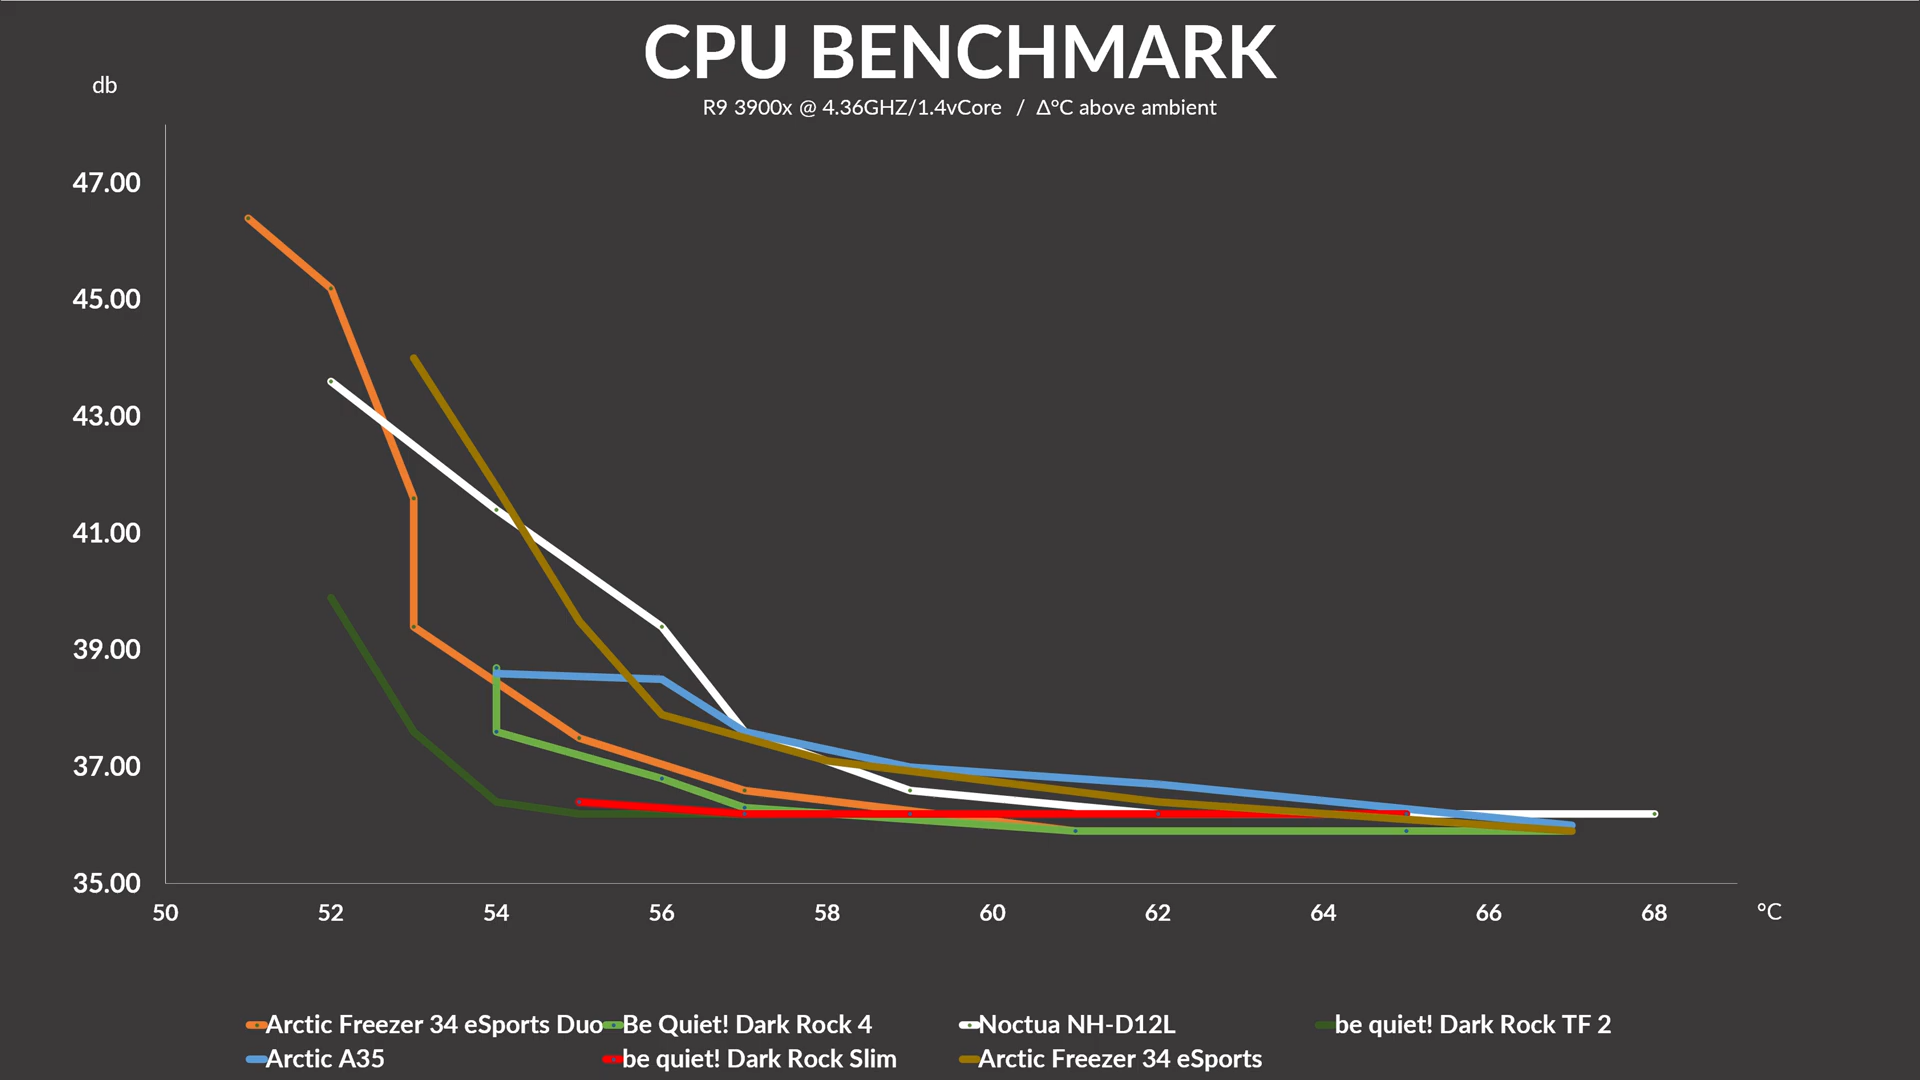 CPU BENCHMARK
R9 3900x @ 4.36GHZ/1.4vCore / Δ°C above ambient
db
47.00
45.00
43.00
41.00
39.00
37.00
35.00
50 52 54 56 58 60 62 64 66 68 °C
Arctic Freezer 34 eSports Duo Be Quiet! Dark Rock 4 Noctua NH-D12L be quiet! Dark Rock TF 2
Arctic A35 be quiet! Dark Rock Slim Arctic Freezer 34 eSports